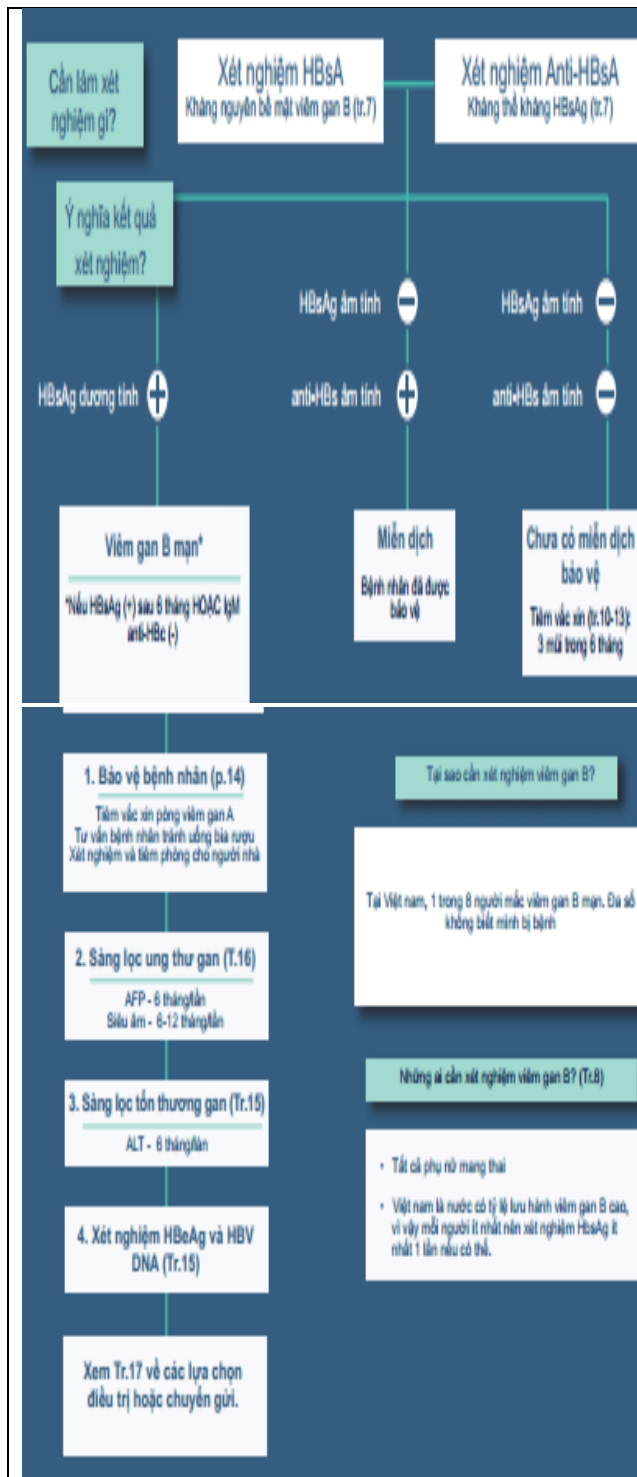 Cần làm xét
nghiệm gì?
Xét nghiệm HBsA
Kháng nguyên bề mặt viêm gan B (tr.7)
Xét nghiệm Anti-HBsA
Kháng thể kháng HBsAg (tr.7)
Ý nghĩa kết quả
xét nghiệm?
HBsAg dương tính
HBsAg âm tính
anti-HBs âm tính
HBsAg âm tính
anti-HBs âm tính
Viêm gan B mạn*
*Nếu HBsAg (+) sau 6 tháng HOẶC IgM
anti-HBc (-)
Miễn dịch
Bệnh nhân đã được
bảo vệ
Chưa có miễn dịch
bảo vệ
Tiêm vắc xin (tr.10-13):
3 mũi trong 6 tháng
1. Bảo vệ bệnh nhân (p.14)
Tiêm vắc xin pòng viêm gan A
Tư vấn bệnh nhân tránh uống bia rượu
Xét nghiệm và tiêm phòng cho người nhà
2. Sàng lọc ung thư gan (T.16)
AFP - 6 tháng/lần
Siêu âm - 6-12 tháng/lần
3. Sàng lọc tổn thương gan (Tr.15)
ALT - 6 tháng/lần
4. Xét nghiệm HBeAg và HBV
DNA (Tr.15)
Xem Tr.17 về các lựa chọn
điều trị hoặc chuyển gửi.
Tại sao cần xét nghiệm viêm gan B?
Tại Việt nam, 1 trong 8 người mắc viêm gan B mạn. Đa số
không biết mình bị bệnh
Những ai cần xét nghiệm viêm gan B? (Tr.8)
• Tất cả phụ nữ mang thai
• Việt nam là nước có tỷ lệ lưu hành viêm gan B cao,
vì vậy mỗi người ít nhất nên xét nghiệm HbsAg ít
nhất 1 lần nếu có thể.